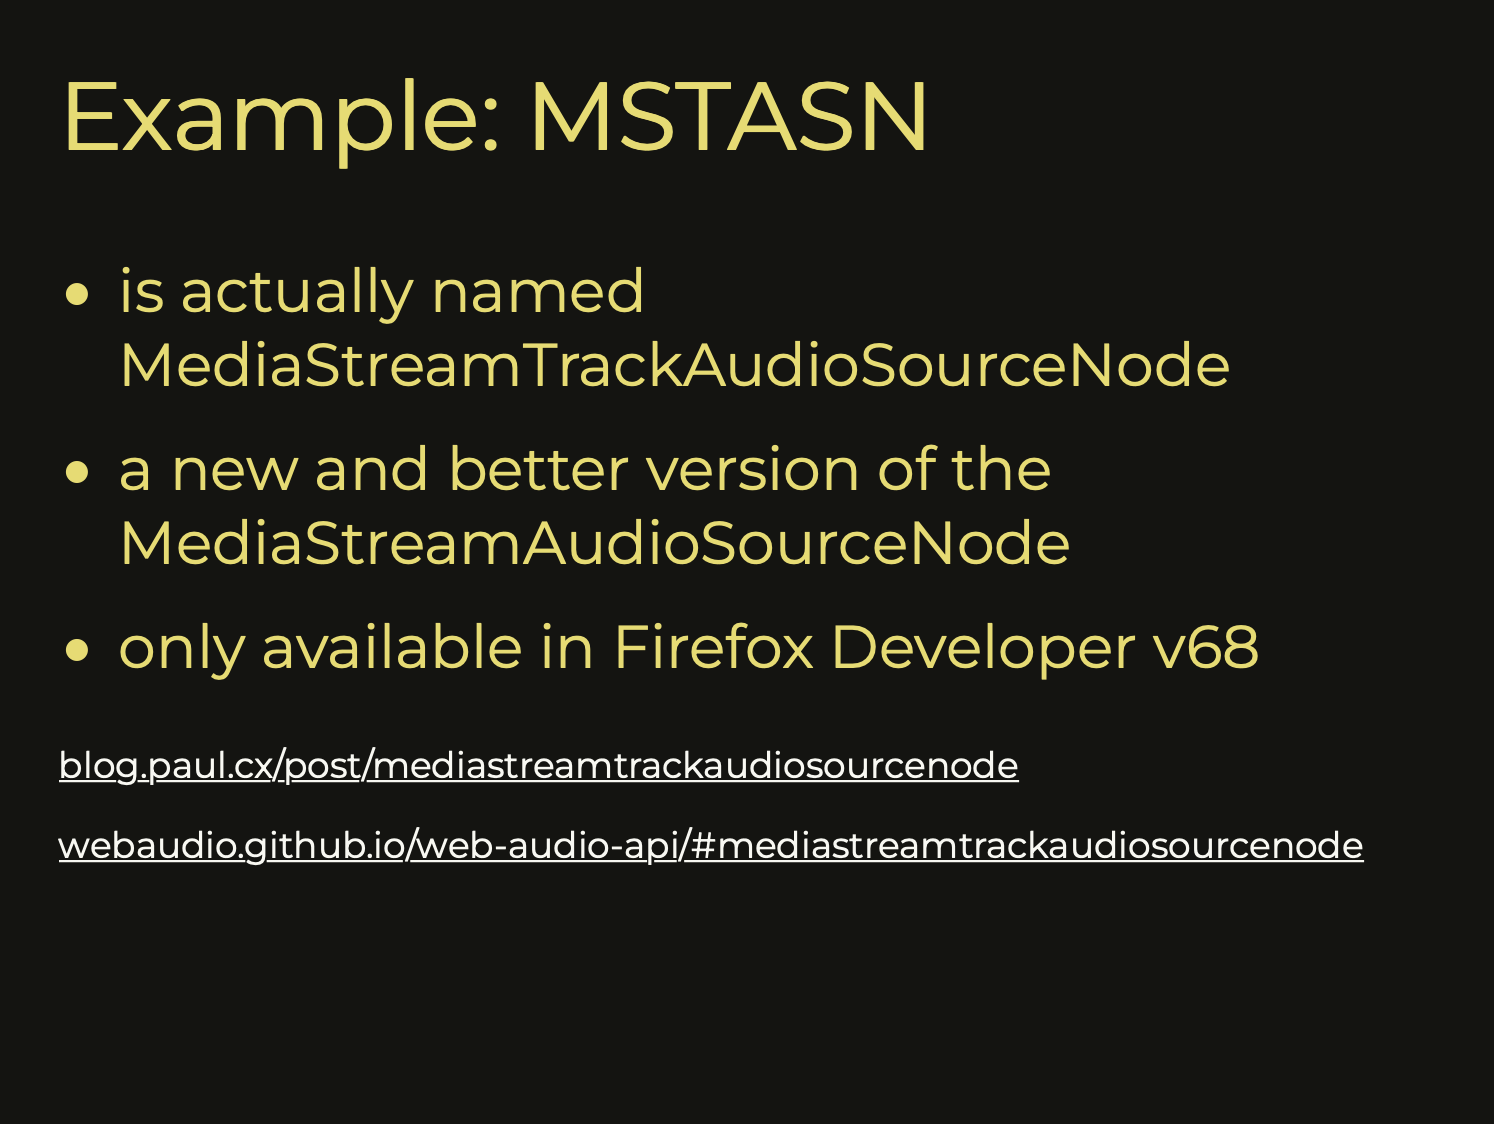 Example: MSTASN
• is actually named
MediaStreamTrackAudioSourceNode
• a new and better version of the
MediaStreamAudioSourceNode
• only available in Firefox Developer v68
blog.paul.cx/post/mediastreamtrackaudiosourcenode
webaudio.github.io/web-audio-api/#mediastreamtrackaudiosourcenode